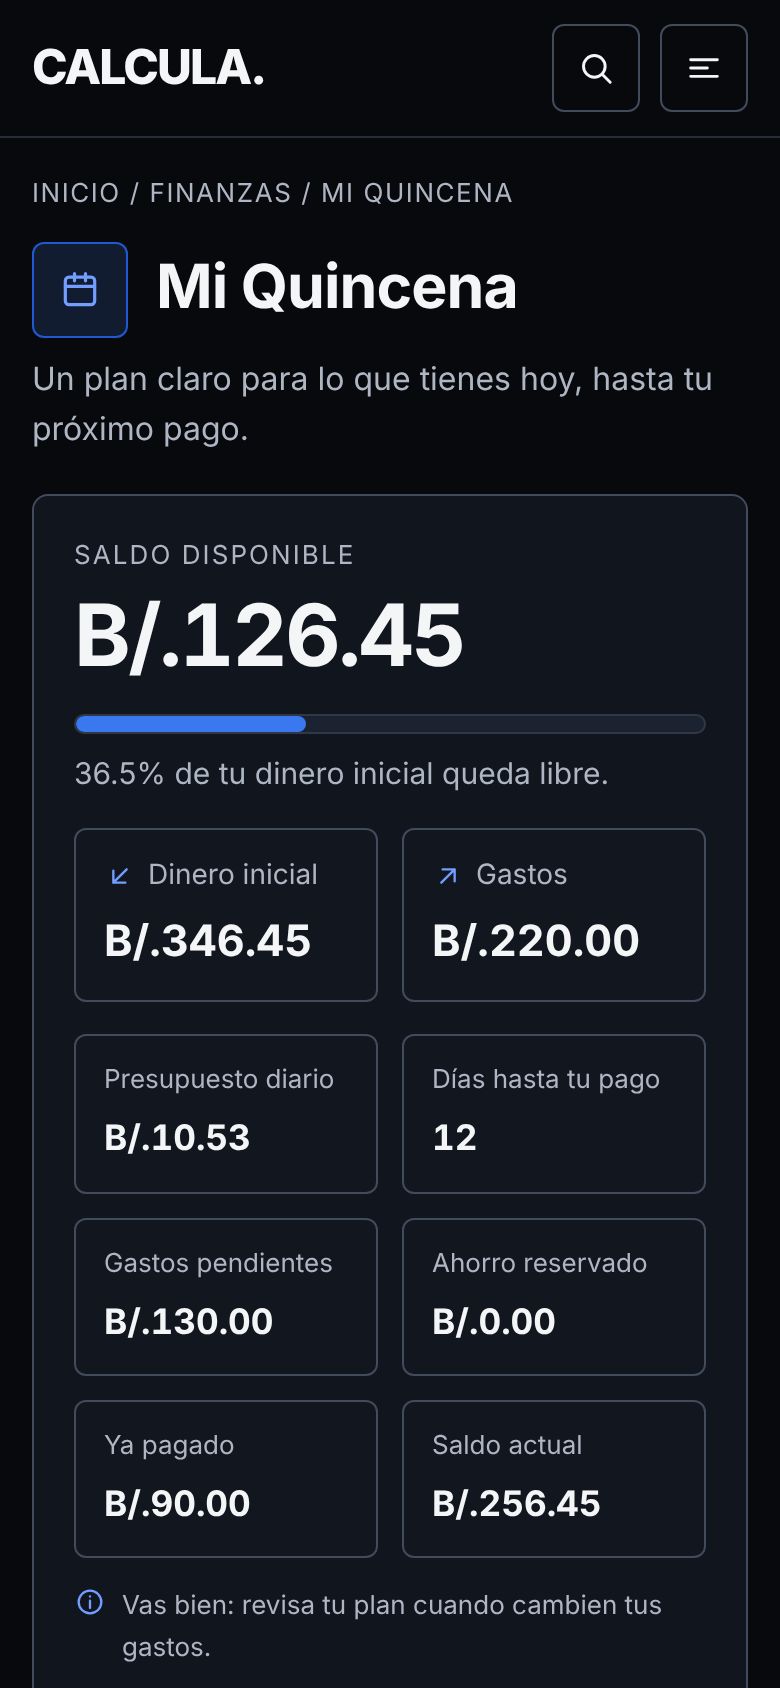 CALCULA.
INICIO / FINANZAS / MI QUINCENA
Mi Quincena
Un plan claro para lo que tienes hoy, hasta tu
próximo pago.
SALDO DISPONIBLE
B/.126.45
36.5% de tu dinero inicial queda libre.
Dinero inicial
B/.346.45
Gastos
B/.220.00
Presupuesto diario
B/.10.53
Días hasta tu pago
12
Gastos pendientes
B/.130.00
Ahorro reservado
B/.0.00
Ya pagado
B/.90.00
Saldo actual
B/.256.45
Vas bien: revisa tu plan cuando cambien tus
gastos.